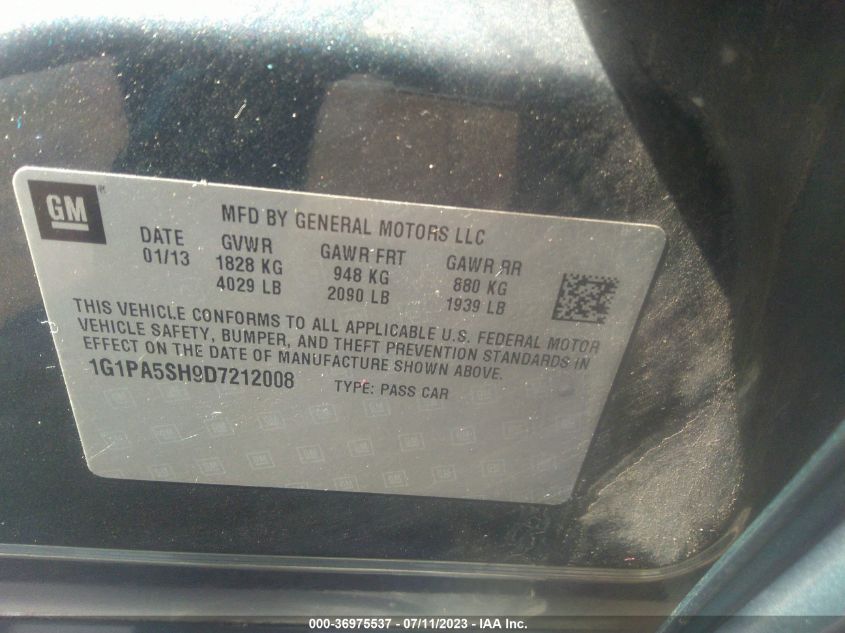 GM®
MFD BY GENERAL MOTORS LLC
DATE GVWR GAWR FRT GAWR RR
01/13 1828 KG 948 KG 880 KG
4029 LB 2090 LB 1939 LB
THIS VEHICLE CONFORMS TO ALL APPLICABLE U.S. FEDERAL MOTOR
VEHICLE SAFETY, BUMPER, AND THEFT PREVENTION STANDARDS IN
EFFECT ON THE DATE OF MANUFACTURE SHOWN ABOVE.
1G1PA5SH9D7212008 TYPE: PASS CAR
000-36975537 - 07/11/2023 - IAA Inc.